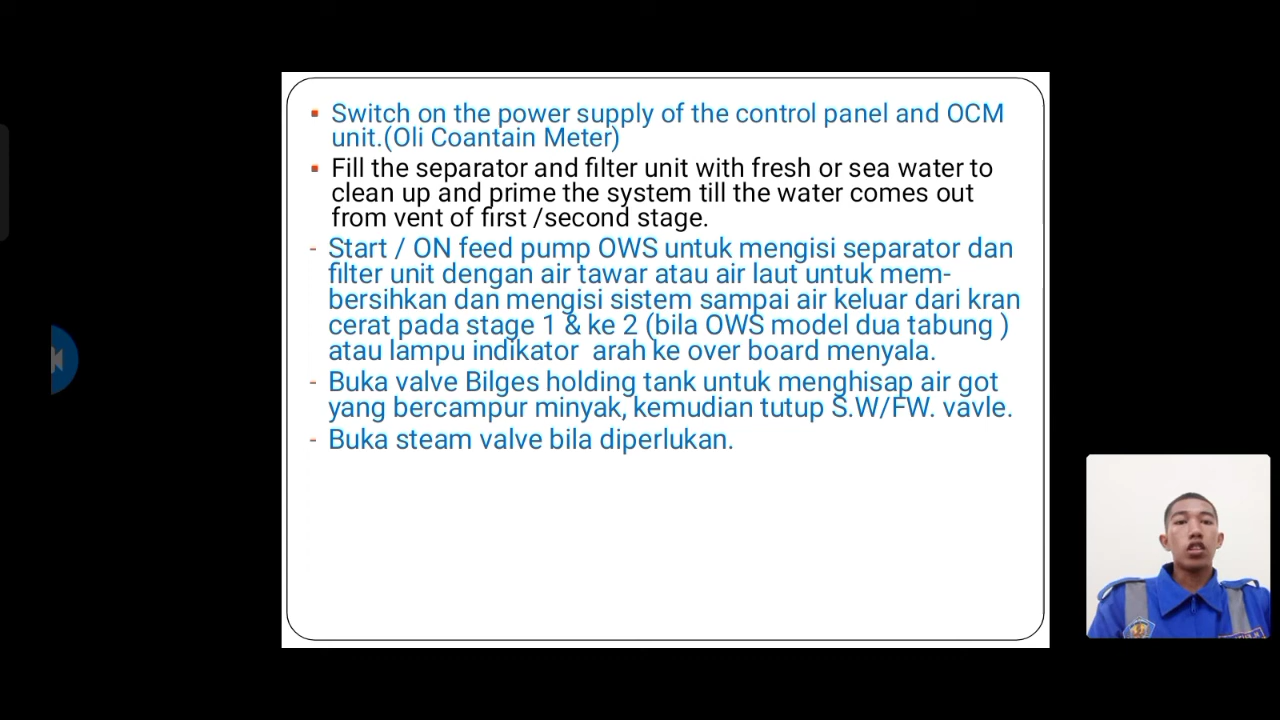 Switch on the power supply of the control panel and OCM
unit.(Oli Coantain Meter)
Fill the separator and filter unit with fresh or sea water to
clean up and prime the system till the water comes out
from vent of first /second stage.
- Start / ON feed pump OWS untuk mengisi separator dan
filter unit dengan air tawar atau air laut untuk mem-
bersihkan dan mengisi sistem sampai air keluar dari kran
cerat pada stage 1 & ke 2 (bila OWS model dua tabung )
atau lampu indikator arah ke over board menyala.
- Buka valve Bilges holding tank untuk menghisap air got
yang bercampur minyak, kemudian tutup S.W/FW. vavle.
- Buka steam valve bila diperlukan.